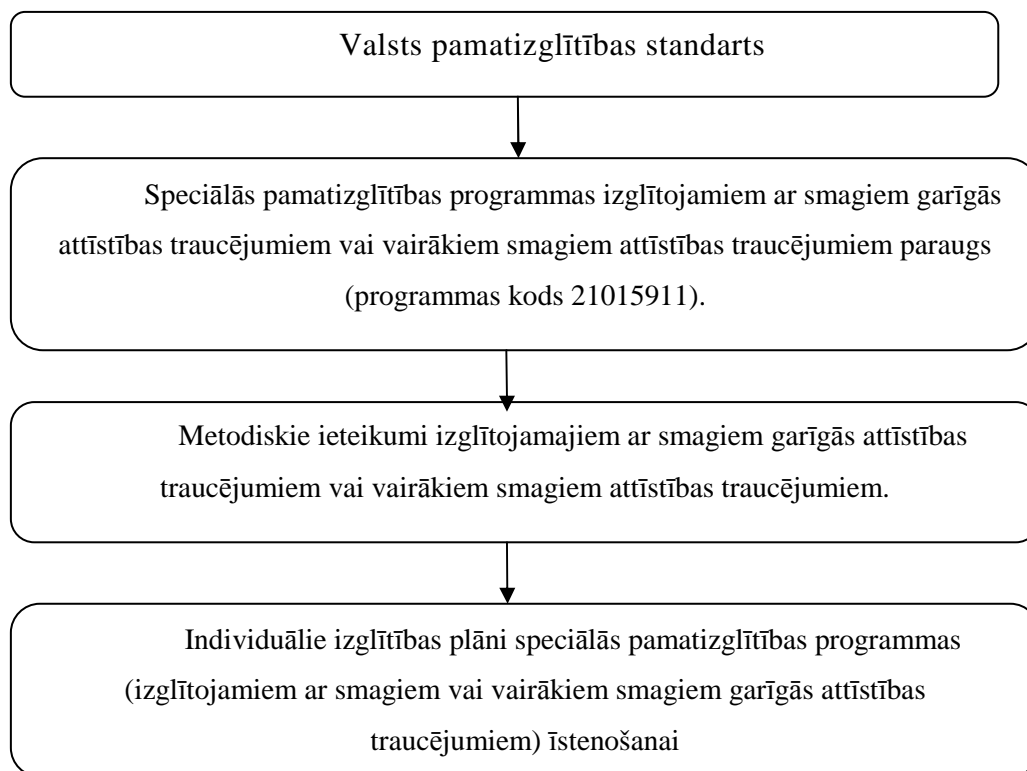 Valsts pamatizglītības standarts
Speciālās pamatizglītības programmas izglītojamiem ar smagiem garīgās
attīstības traucējumiem vai vairākiem smagiem attīstības traucējumiem paraugs
(programmas kods 21015911).
Metodiskie ieteikumi izglītojamajiem ar smagiem garīgās attīstības
traucējumiem vai vairākiem smagiem attīstības traucējumiem.
Individuālie izglītības plāni speciālās pamatizglītības programmas
(izglītojamiem ar smagiem vai vairākiem smagiem garīgās attīstības
traucējumiem) īstenošanai